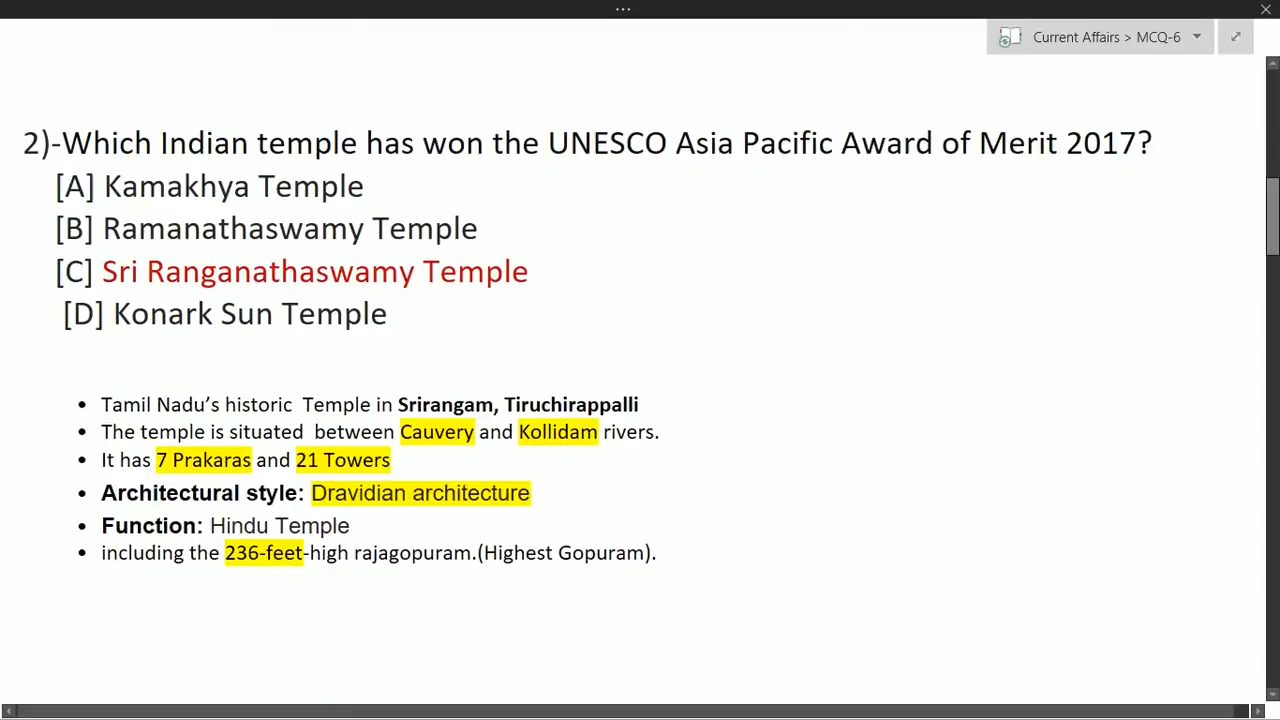 ...
Current Affairs > MCQ-6
2)-Which Indian temple has won the UNESCO Asia Pacific Award of Merit 2017?
[A] Kamakhya Temple
[B] Ramanathaswamy Temple
[C] Sri Ranganathaswamy Temple
[D] Konark Sun Temple
• Tamil Nadu’s historic Temple in Srirangam, Tiruchirappalli
• The temple is situated between Cauvery and Kollidam rivers.
• It has 7 Prakaras and 21 Towers
• Architectural style: Dravidian architecture
• Function: Hindu Temple
• including the 236-feet-high rajagopuram.(Highest Gopuram).